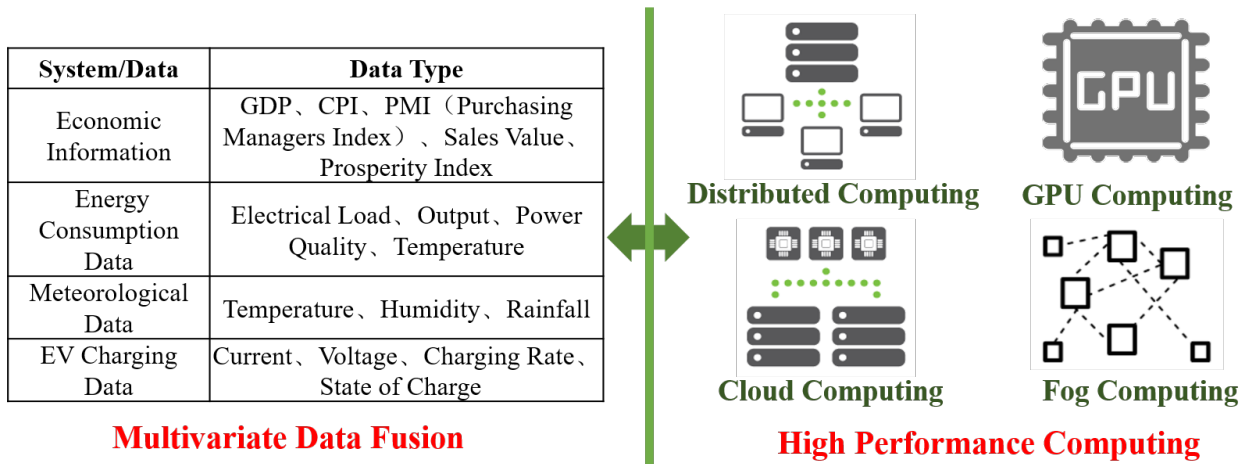 System/Data
Data Type
Economic
Information
GDP、CPI、PMI（Purchasing
Managers Index）、Sales Value、
Prosperity Index
Energy
Consumption
Data
Electrical Load、Output、Power
Quality、Temperature
Meteorological
Data
Temperature、Humidity、Rainfall
EV Charging
Data
Current、Voltage、Charging Rate、
State of Charge
Multivariate Data Fusion
Distributed Computing
GPU
GPU Computing
Cloud Computing
Fog Computing
High Performance Computing